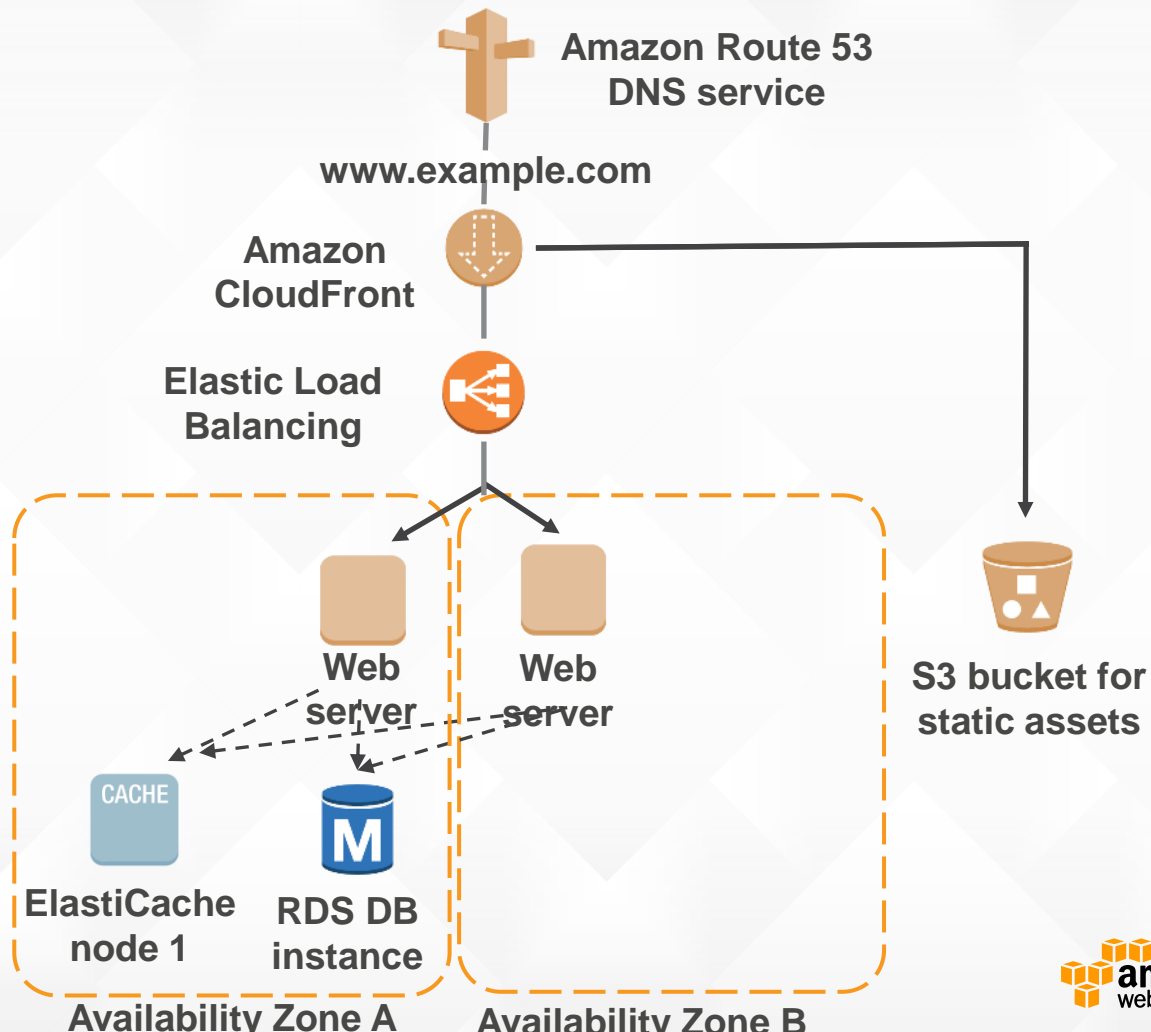 Amazon Route 53
DNS service
www.example.com
Amazon
CloudFront
Elastic Load
Balancing
Web
server
Web
server
S3 bucket for
static assets
CACHE
M
ElastiCache
node 1
RDS DB
instance
Availability Zone A
Availability Zone B